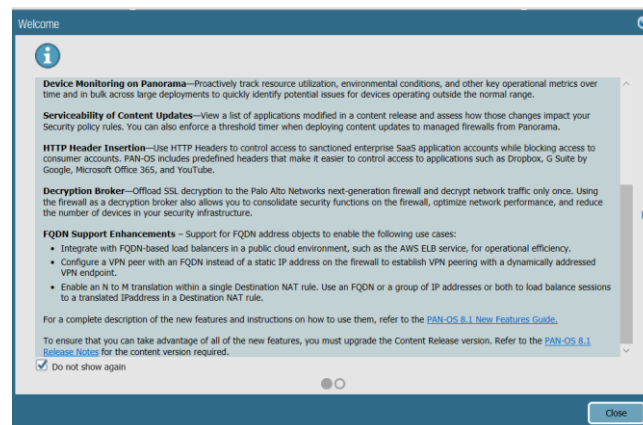 Welcome
Device Monitoring on Panorama—Proactively track resource utilization, environmental conditions, and other key operational metrics over
time and in bulk across large deployments to quickly identify potential issues for devices operating outside the normal range.
Serviceability of Content Updates—View a list of applications modified in a content release and assess how those changes impact your
Security policy rules. You can also enforce a threshold timer when deploying content updates to managed firewalls from Panorama.
HTTP Header Insertion—Use HTTP Headers to control access to sanctioned enterprise SaaS application accounts while blocking access to
consumer accounts. PAN-OS includes predefined headers that make it easier to control access to applications such as Dropbox, G Suite by
Google, Microsoft Office 365, and YouTube.
Decryption Broker—Offload SSL decryption to the Palo Alto Networks next-generation firewall and decrypt network traffic only once. Using
the firewall as a decryption broker also allows you to consolidate security functions on the firewall, optimize network performance, and reduce
the number of devices in your security infrastructure.
FQDN Support Enhancements – Support for FQDN address objects to enable the following use cases:
• Integrate with FQDN-based load balancers in a public cloud environment, such as the AWS ELB service, for operational efficiency.
• Configure a VPN peer with an FQDN instead of a static IP address on the firewall to establish VPN peering with a dynamically addressed
VPN endpoint.
• Enable an N to M translation within a single Destination NAT rule. Use an FQDN or a group of IP addresses or both to load balance sessions
to a translated IPaddress in a Destination NAT rule.
For a complete description of the new features and instructions on how to use them, refer to the PAN-OS 8.1 New Features Guide.
To ensure that you can take advantage of all of the new features, you must upgrade the Content Release version. Refer to the PAN-OS 8.1
Release Notes for the content version required.
Do not show again
Close